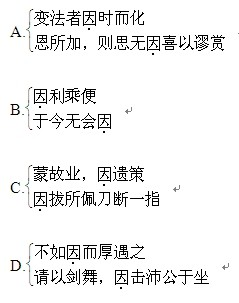 A. 变法者因时而化
恩所加，则思无因喜以谬赏
B. 因利乘便
于今无会因
C. 蒙故业，因遗策
因拔所佩刀断一指
D. 不如因而厚遇之
请以剑舞，因击沛公于坐